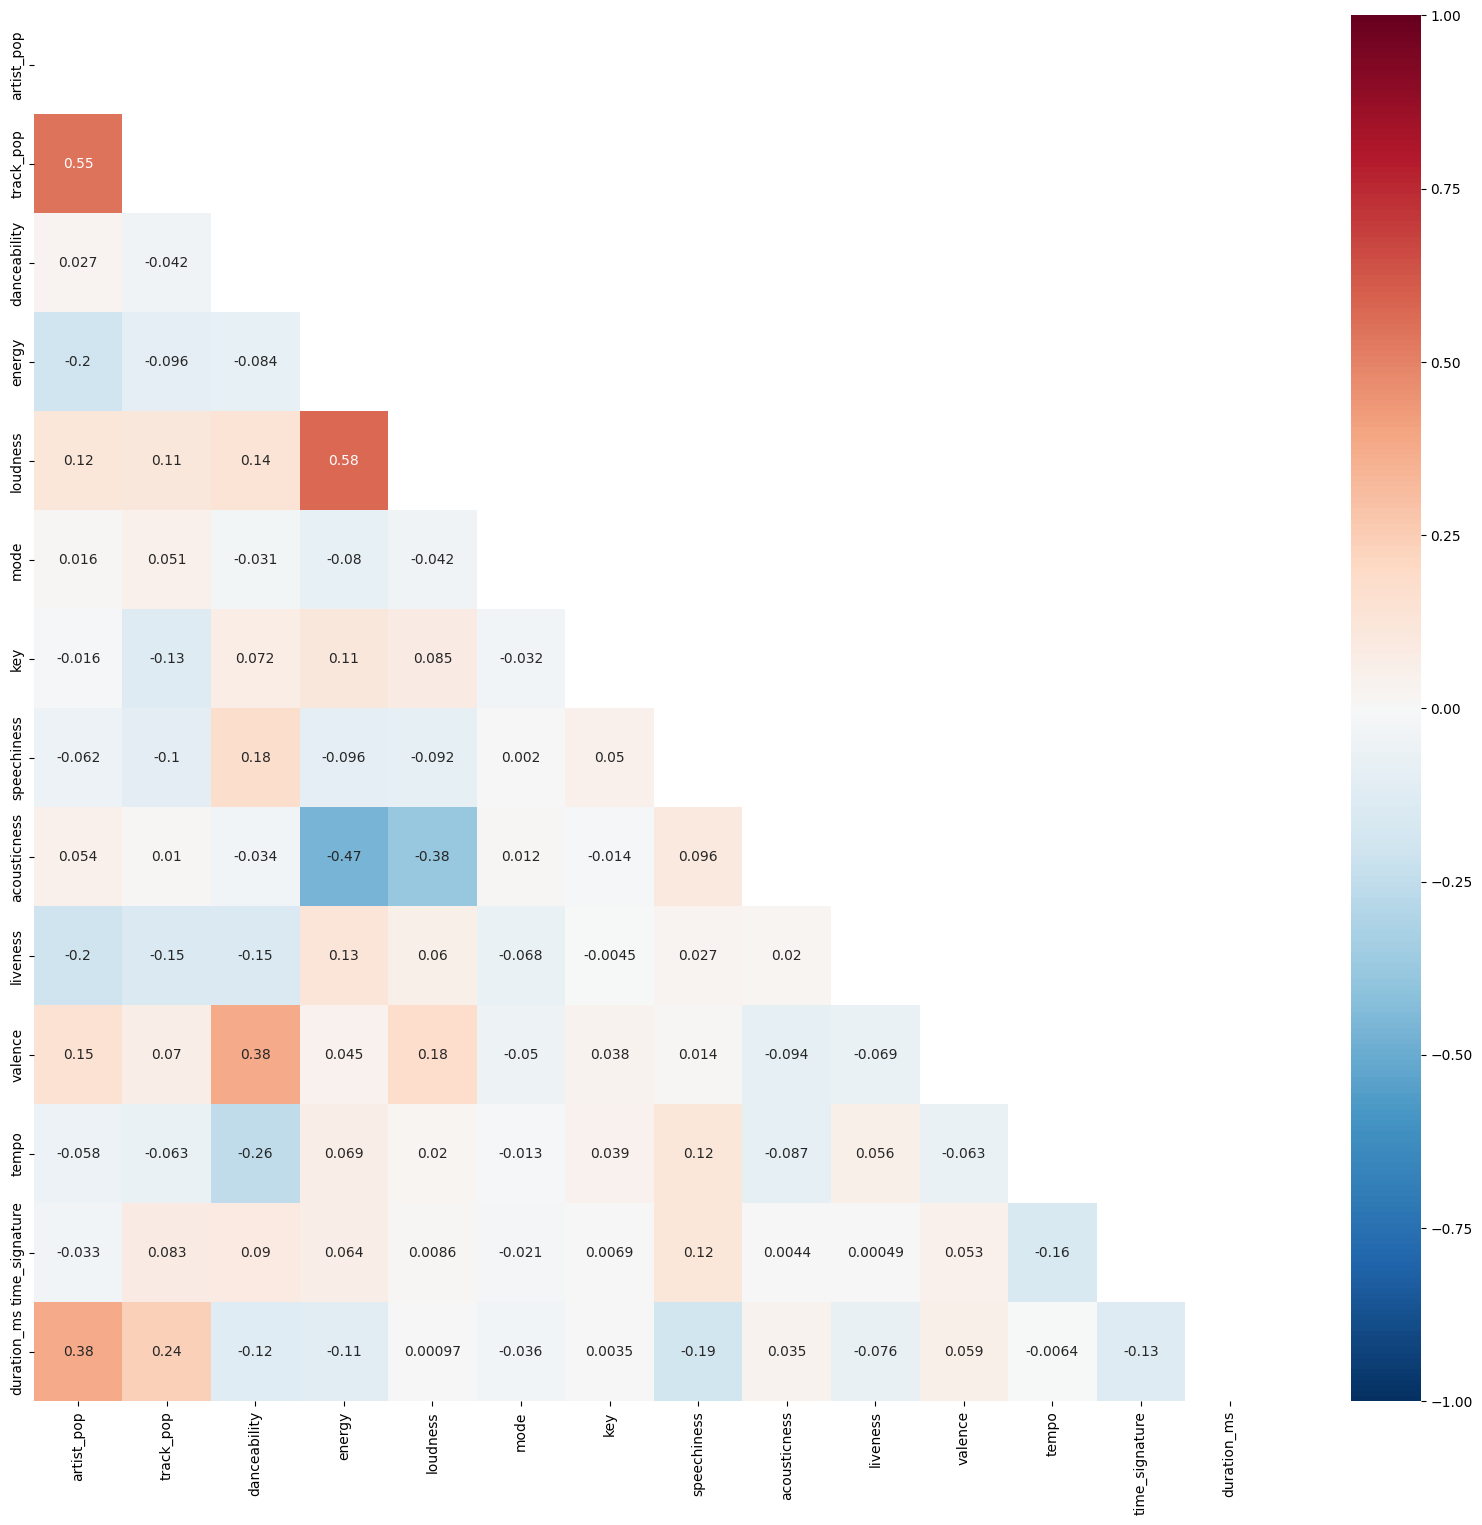 artist_pop
track_pop 0.55
danceability 0.027 -0.042
energy -0.2 -0.096 -0.084
loudness 0.12 0.11 0.14 0.58
mode 0.016 0.051 -0.031 -0.08 -0.042
key -0.016 -0.13 0.072 0.11 0.085 -0.032
speechiness -0.062 -0.1 0.18 -0.096 -0.092 0.002 0.05
acousticness 0.054 0.01 -0.034 -0.47 -0.38 0.012 -0.014 0.096
liveness -0.2 -0.15 -0.15 0.13 0.06 -0.068 -0.0045 0.027 0.02
valence 0.15 0.07 0.38 0.045 0.18 -0.05 0.038 0.014 -0.094 -0.069
tempo -0.058 -0.063 -0.26 0.069 0.02 -0.013 0.039 0.12 -0.087 0.056 -0.063
time_signature -0.033 0.083 0.09 0.064 0.0086 -0.021 0.0069 0.12 0.0044 0.00049 0.053 -0.16
duration_ms 0.38 0.24 -0.12 -0.11 0.00097 -0.036 0.0035 -0.19 0.035 -0.076 0.059 -0.0064 -0.13
artist_pop track_pop danceability energy loudness mode key speechiness acousticness liveness valence tempo time_signature duration_ms
1.00
0.75
0.50
0.25
0.00
−0.25
−0.50
−0.75
−1.00